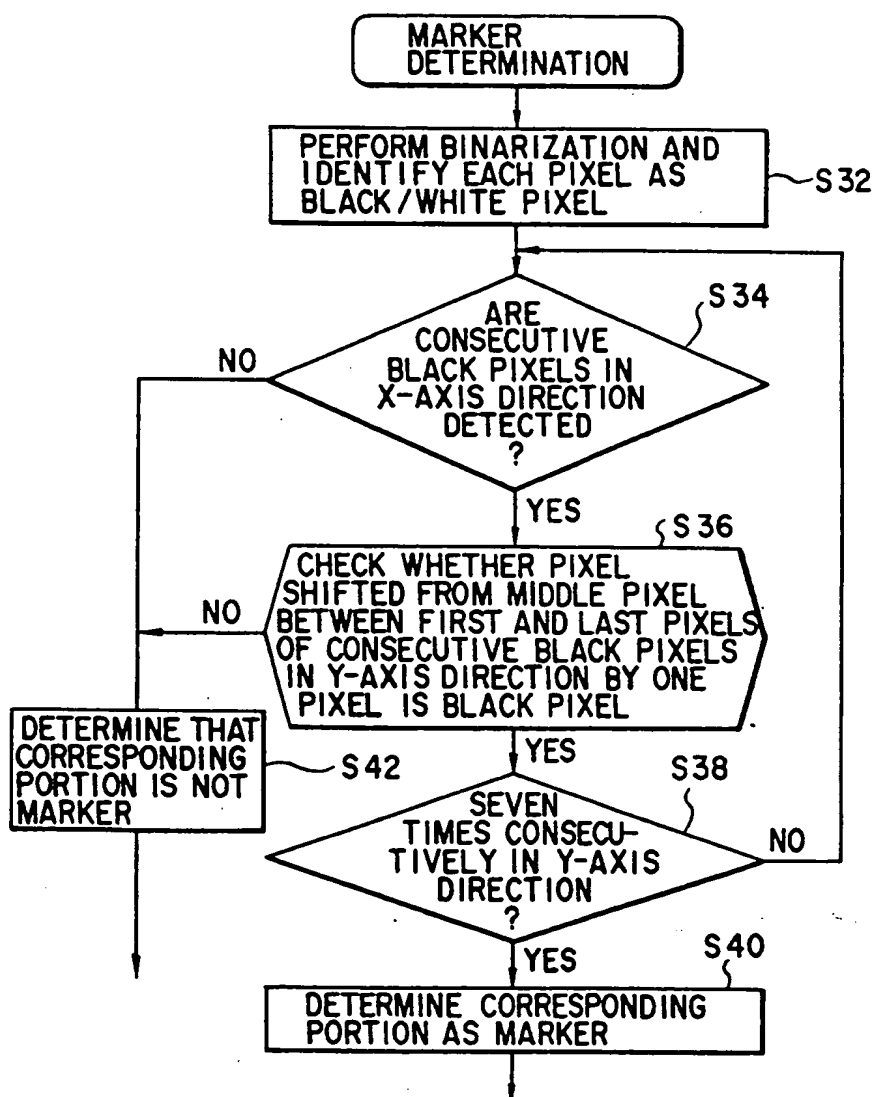 MARKER
DETERMINATION
PERFORM BINARIZATION AND
IDENTIFY EACH PIXEL AS
BLACK/WHITE PIXEL
S32
S34
ARE
CONSECUTIVE
BLACK PIXELS IN
X-AXIS DIRECTION
DETECTED
?
NO
YES
S36
CHECK WHETHER PIXEL
SHIFTED FROM MIDDLE PIXEL
BETWEEN FIRST AND LAST PIXELS
OF CONSECUTIVE BLACK PIXELS
IN Y-AXIS DIRECTION BY ONE
PIXEL IS BLACK PIXEL
NO
YES
DETERMINE THAT
CORRESPONDING
PORTION IS NOT
MARKER
S42
S38
SEVEN
TIMES CONSECU-
TIVELY IN Y-AXIS
DIRECTION
?
NO
YES
S40
DETERMINE CORRESPONDING
PORTION AS MARKER